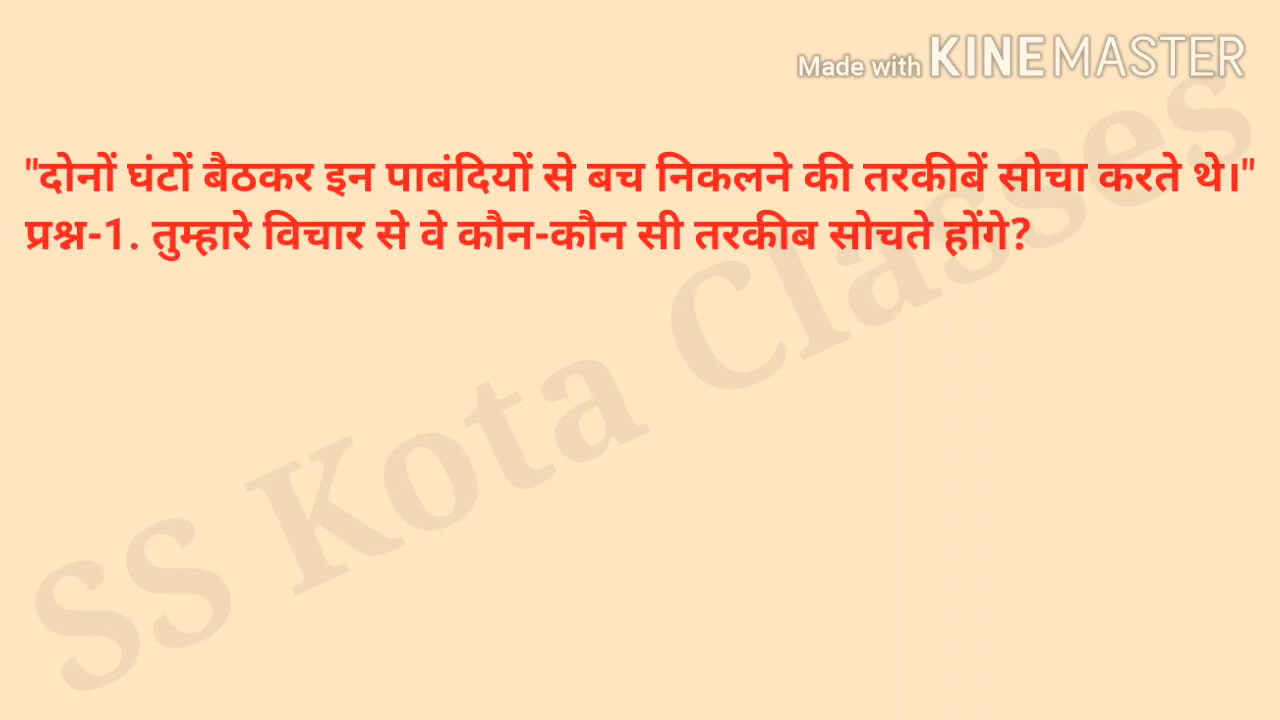 Made with KINEMASTER
"दोनों घंटों बैठकर इन पाबंदियों से बच निकलने की तरकीबें सोचा करते थे।"
प्रश्न-1. तुम्हारे विचार से वे कौन-कौन सी तरकीब सोचते होंगे?
SS Kota Classes